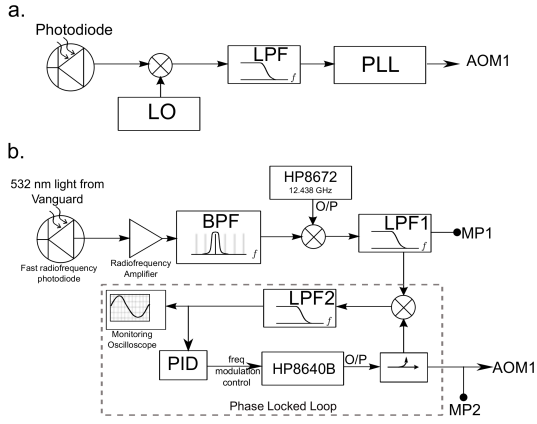 a.
Photodiode
LO
LPF
f
PLL
AOM1
b.
532 nm light from
Vanguard
Fast radiofrequency
photodiode
Radiofrequency
Amplifier
BPF
f
HP8672
12.438 GHz
O/P
LPF1
f
MP1
Monitoring
Oscilloscope
LPF2
f
PID
freq
modulation
control
HP8640B
O/P
AOM1
MP2
Phase Locked Loop